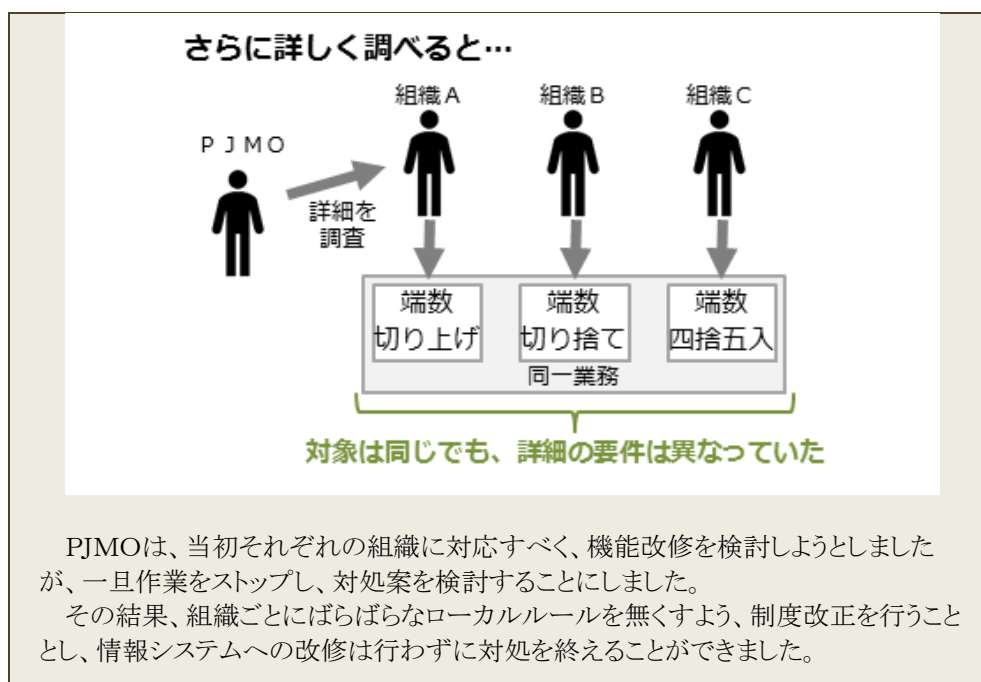 さらに詳しく調べると…
組織A 組織B 組織C
PJMO
詳細を
調査
端数 端数 端数
切り上げ 切り捨て 四捨五入
同一業務
対象は同じでも、詳細の要件は異なっていた
PJMOは、当初それぞれの組織に対応すべく、機能改修を検討しようとしました
が、一旦作業をストップし、対処案を検討することにしました。
その結果、組織ごとにばらばらなローカルルールを無くすよう、制度改正を行うこと
とし、情報システムへの改修は行わずに対処を終えることができました。